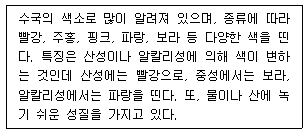 수국의 색소로 많이 알려져 있으며, 종류에 따라
빨강, 주홍, 핑크, 파랑, 보라 등 다양한 색을 띤
다. 특징은 산성이나 알칼리성에 의해 색이 변하
는 것인데 산성에는 빨강으로, 중성에서는 보라,
알칼리성에서는 파랑을 띤다. 또, 물이나 산에 녹
기 쉬운 성질을 가지고 있다.